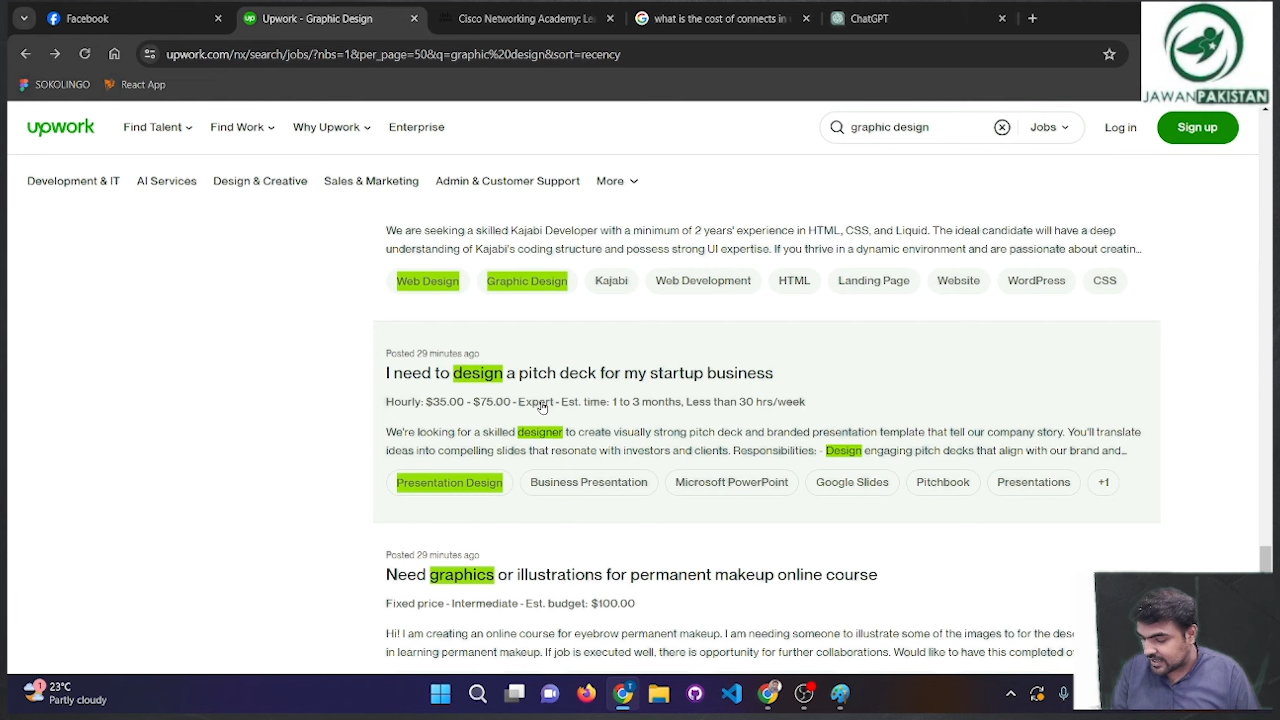 Facebook
Upwork - Graphic Design
Cisco Networking Academy Lea
what is the cost of connects in u
ChatGPT
upwork.com/nx/search/jobs/?nbs=1&per_page=50&q=graphic%20design&sort=recency
SOKOLINGO
React App
JAWANPAKISTAN
upwork
Find Talent
Find Work
Why Upwork
Enterprise
graphic design
Jobs
Log in
Sign up
Development & IT
AI Services
Design & Creative
Sales & Marketing
Admin & Customer Support
More
We are seeking a skilled Kajabi Developer with a minimum of 2 years' experience in HTML, CSS, and Liquid. The ideal candidate will have a deep
understanding of Kajabi's coding structure and possess strong UI expertise. If you thrive in a dynamic environment and are passionate about creatin...
Web Design
Graphic Design
Kajabi
Web Development
HTML
Landing Page
Website
WordPress
CSS
Posted 29 minutes ago
I need to design a pitch deck for my startup business
Hourly: $35.00 - $75.00 - Expert - Est. time: 1 to 3 months, Less than 30 hrs/week
We're looking for a skilled designer to create visually strong pitch deck and branded presentation template that tell our company story. You'll translate
ideas into compelling slides that resonate with investors and clients. Responsibilities: - Design engaging pitch decks that align with our brand and...
Presentation Design
Business Presentation
Microsoft PowerPoint
Google Slides
Pitchbook
Presentations
+1
Posted 29 minutes ago
Need graphics or illustrations for permanent makeup online course
Fixed price - Intermediate - Est. budget: $100.00
Hi! I am creating an online course for eyebrow permanent makeup. I am needing someone to illustrate some of the images to for the
in learning permanent makeup. If job is executed well, there is opportunity for further collaborations. Would like to have this completed
1
23°C
Partly cloudy